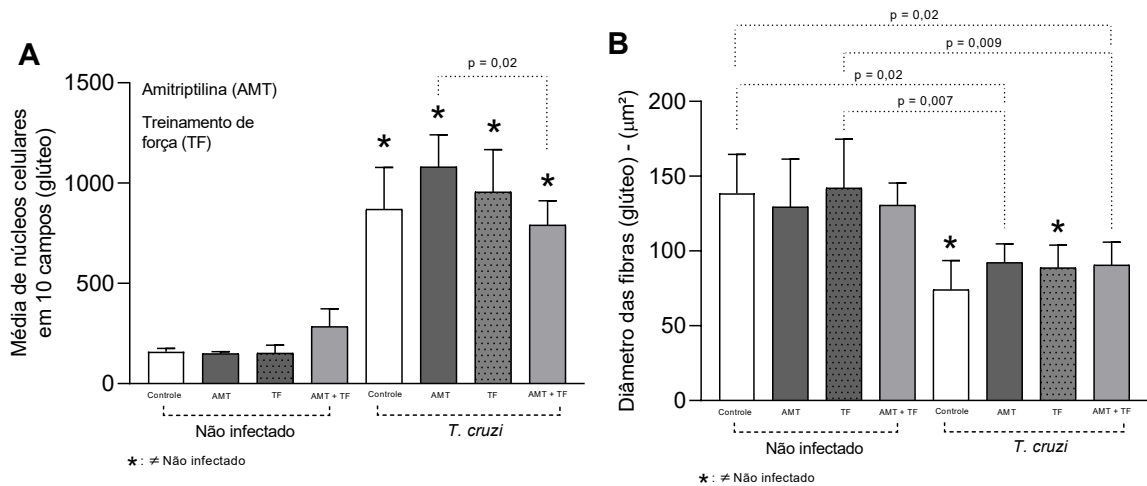 A
Média de núcleos celulares
em 10 campos (glúteo)
1500
1000
500
0
Amitriptilina (AMT)
Treinamento de
força (TF)
p = 0,02
* * * *
Controle AMT TF AMT + TF Controle AMT TF AMT + TF
Não infectado T. cruzi
* : ≠ Não infectado
B
Diâmetro das fibras (glúteo) - (μm²)
200
150
100
50
0
p = 0,02
p = 0,009
p = 0,02
p = 0,007
* *
Controle AMT TF AMT + TF Controle AMT TF AMT + TF
Não infectado T. cruzi
* : ≠ Não infectado